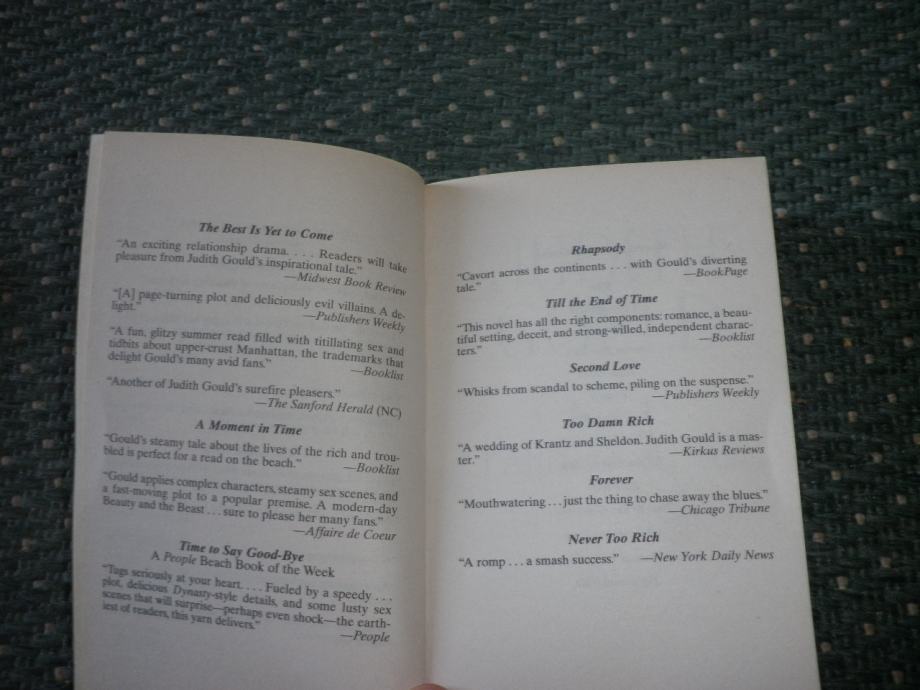 The Best Is Yet to Come
"An exciting relationship drama. . . . Readers will take
pleasure from Judith Gould's inspirational tale."
—Midwest Book Review
"[A] page-turning plot and deliciously evil villains. A de-
light."
—Publishers Weekly
"A fun, glitzy summer read filled with titillating sex and
tidbits about upper-crust Manhattan, the trademarks that
delight Gould's many avid fans."
—Booklist
"Another of Judith Gould's surefire pleasers."
—The Sanford Herald (NC)
A Moment in Time
"Gould's steamy tale about the lives of the rich and trou-
bled is perfect for a read on the beach." —Booklist
"Gould applies complex characters, steamy sex scenes, and
a fast-moving plot to a popular premise. A modern-day
Beauty and the Beast . . . sure to please her many fans."
—Affaire de Coeur
Time to Say Good-Bye
A People Beach Book of the Week
"Tugs seriously at your heart. . . . Fueled by a speedy . . .
plot, delicious Dynasty-style details, and some lusty sex
scenes that will surprise—perhaps even shock—the earth-
iest of readers, this yarn delivers."
—People
Rhapsody
"Cavort across the continents . . . with Gould's diverting
tale."
—BookPage
Till the End of Time
"This novel has all the right components: romance, a beau-
tiful setting, deceit, and strong-willed, independent charac-
ters."
—Booklist
Second Love
"Whisks from scandal to scheme, piling on the suspense."
—Publishers Weekly
Too Damn Rich
"A wedding of Krantz and Sheldon. Judith Gould is a mas-
ter."
—Kirkus Reviews
Forever
"Mouthwatering . . . just the thing to chase away the blues."
—Chicago Tribune
Never Too Rich
"A romp . . . a smash success." —New York Daily News